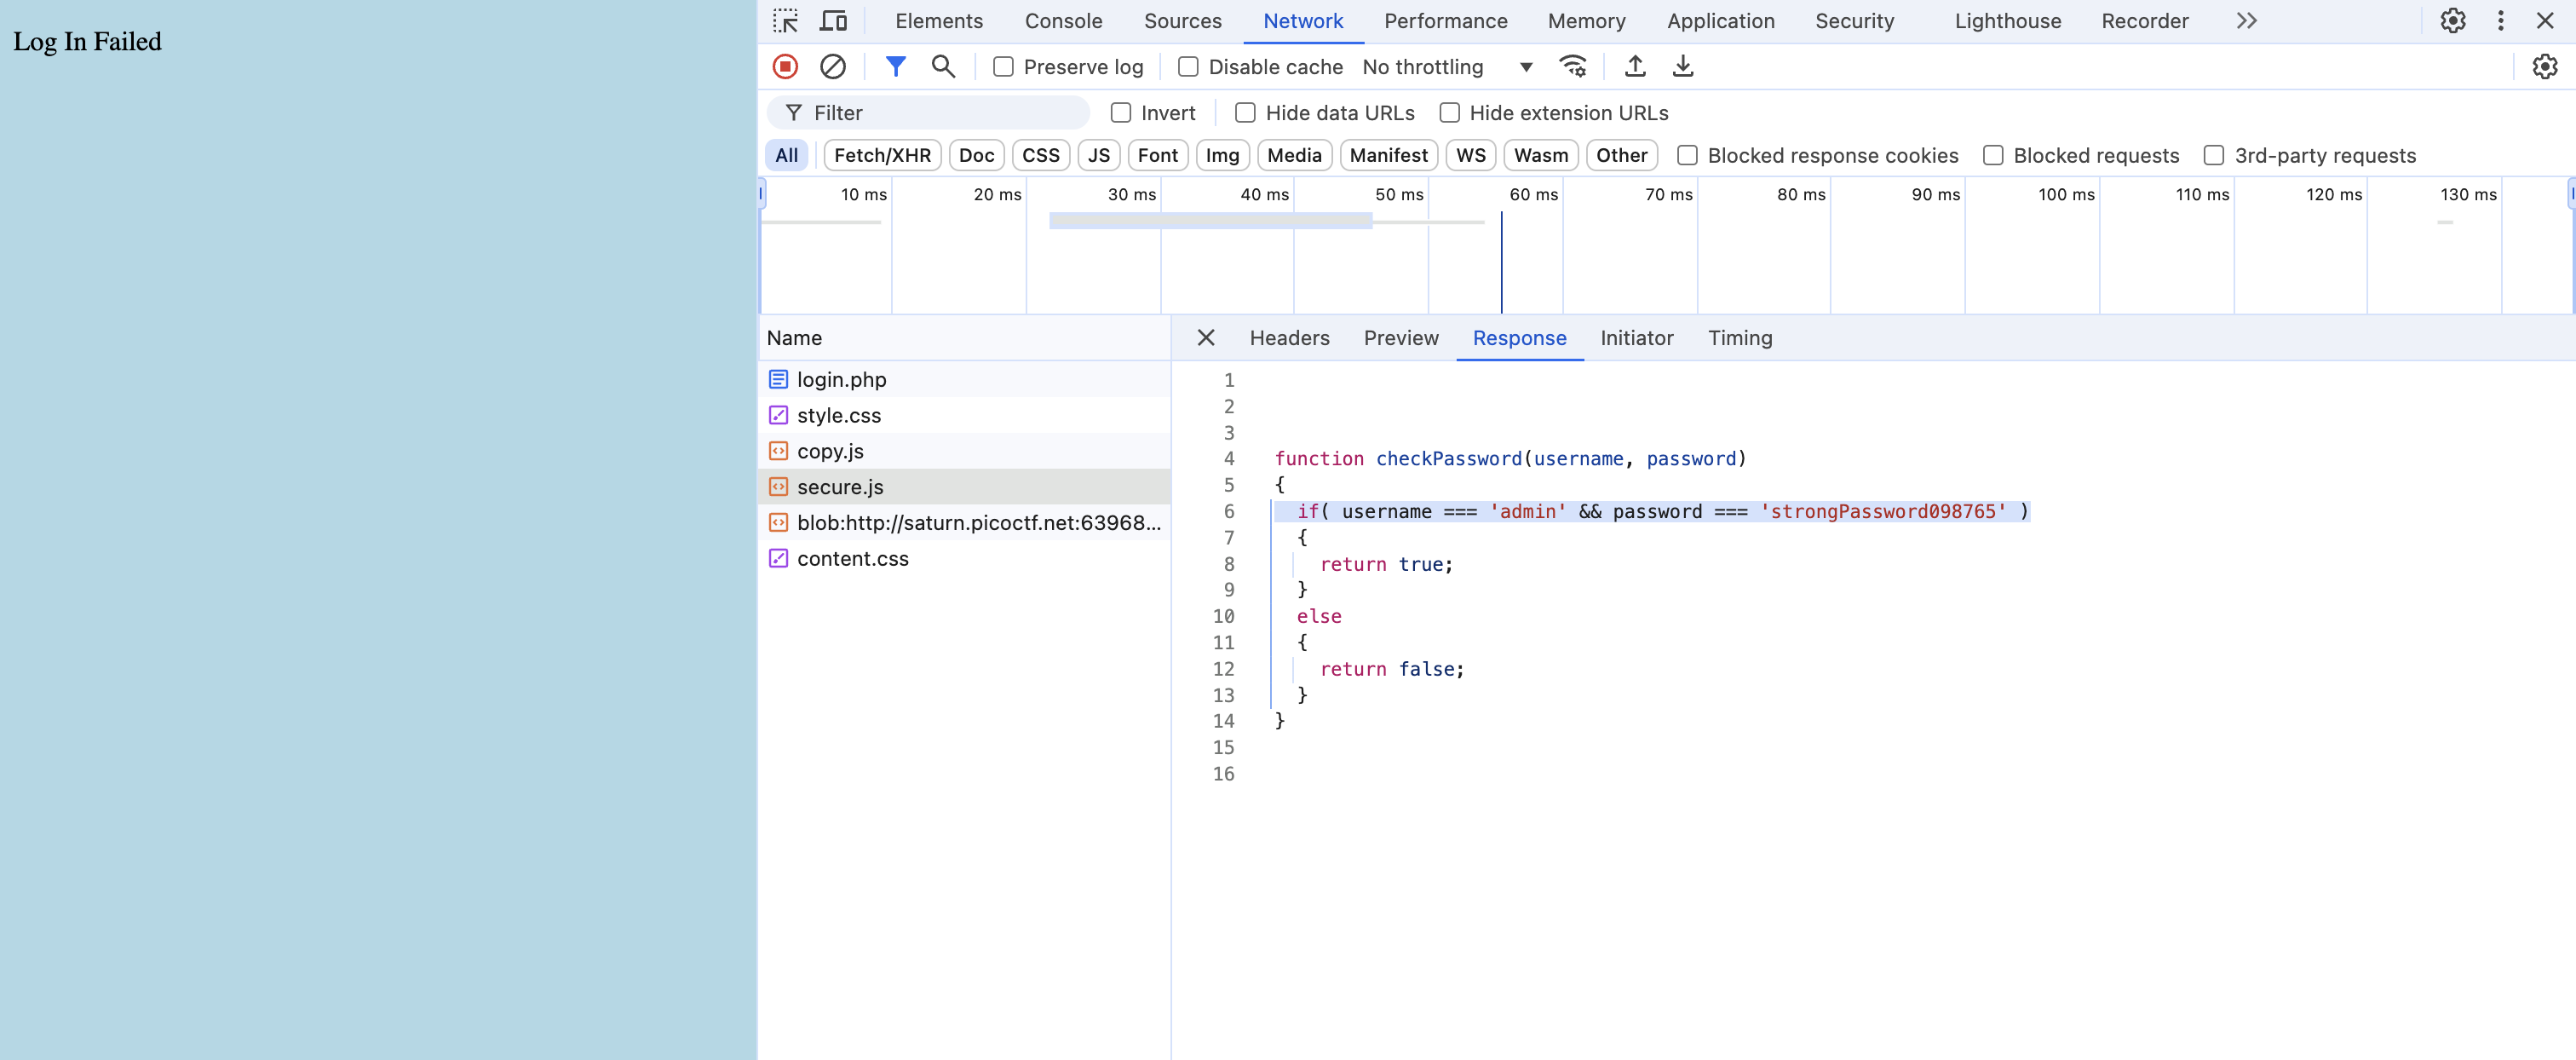 Log In Failed
Elements Console Sources Network Performance Memory Application Security Lighthouse Recorder
Preserve log Disable cache No throttling
Filter Invert Hide data URLs Hide extension URLs
All Fetch/XHR Doc CSS JS Font Img Media Manifest WS Wasm Other Blocked response cookies Blocked requests 3rd-party requests
10 ms 20 ms 30 ms 40 ms 50 ms 60 ms 70 ms 80 ms 90 ms 100 ms 110 ms 120 ms 130 ms
Name
login.php
style.css
copy.js
secure.js
blob:http://saturn.picoctf.net:63968...
content.css
Headers Preview Response Initiator Timing
1
2
3
4 function checkPassword(username, password)
5 {
6 if( username === 'admin' && password === 'strongPassword098765' )
7 {
8 return true;
9 }
10 else
11 {
12 return false;
13 }
14 }
15
16